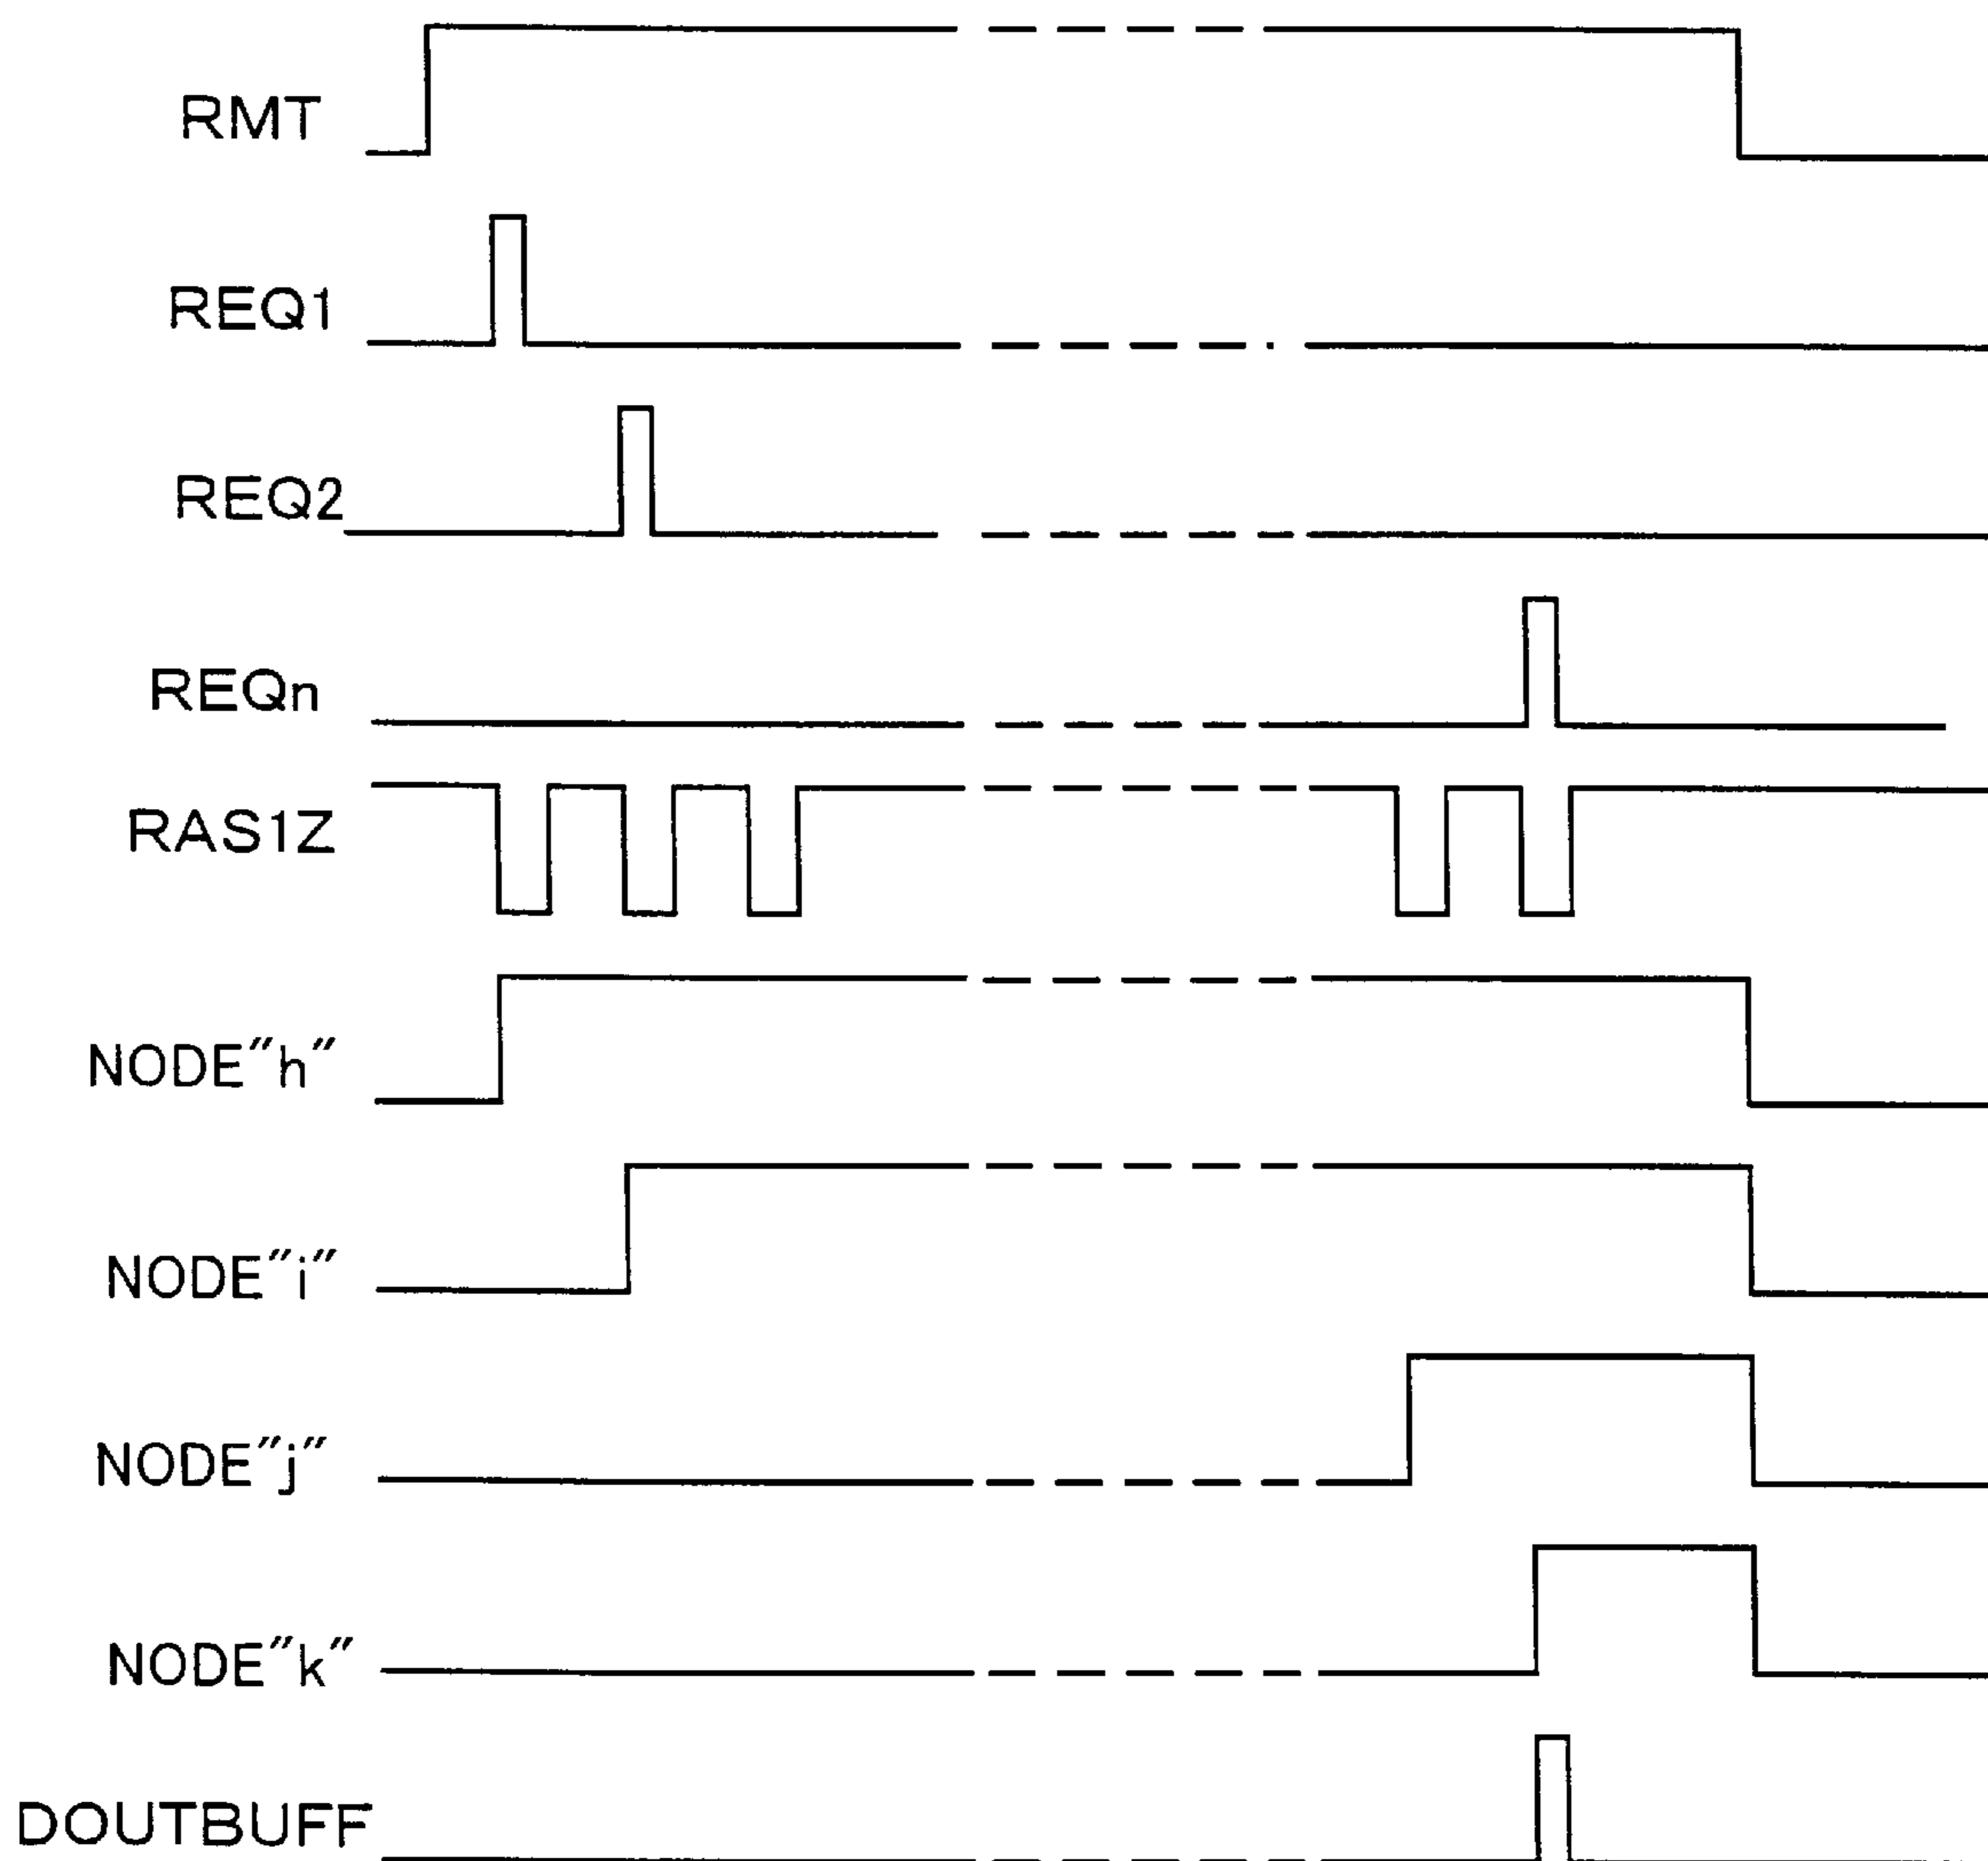 RMT
REQ1
REQ2
REQn
RAS1Z
NODE"h"
NODE"i"
NODE"j"
NODE"k"
DOUTBUFF